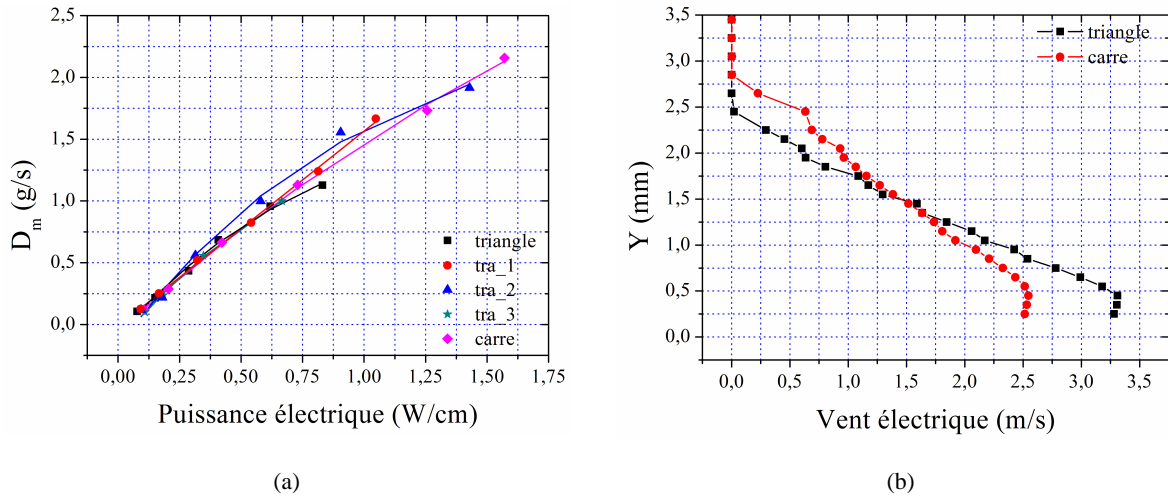 2,5
2,0
1,5
1,0
0,5
0,0
D_m (g/s)
triangle
tra_1
tra_2
tra_3
carre
0,00 0,25 0,50 0,75 1,00 1,25 1,50 1,75
Puissance électrique (W/cm)
(a)
3,5
3,0
2,5
2,0
1,5
1,0
0,5
0,0
Y (mm)
triangle
carre
0,0 0,5 1,0 1,5 2,0 2,5 3,0 3,5
Vent électrique (m/s)
(b)